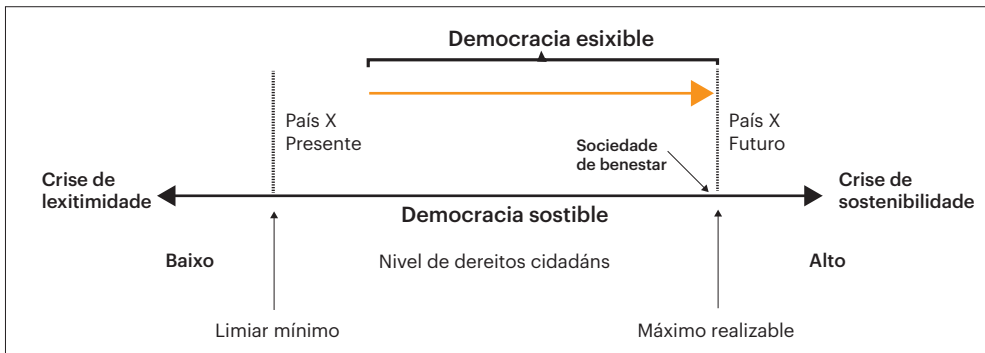 Democracia esixible
País X
Presente
País X
Futuro
Sociedade
de benestar
Crise de
lexitimidade
Crise de
sostenibilidade
Democracia sostible
Baixo
Nivel de dereitos cidadáns
Alto
Limiar mínimo
Máximo realizable